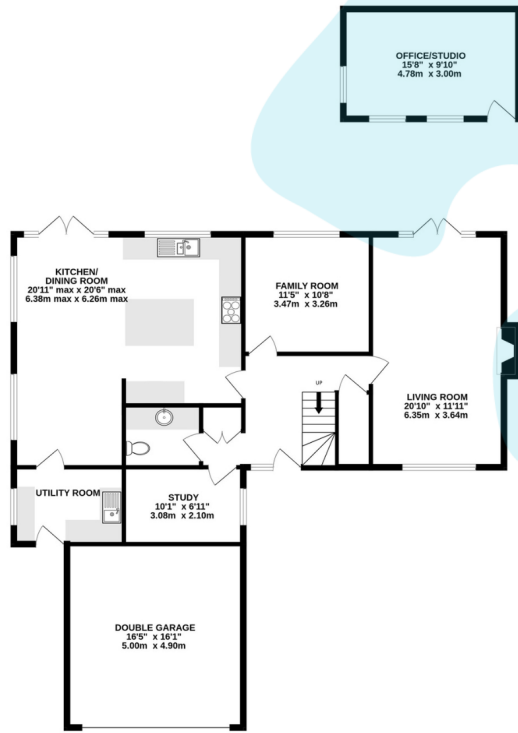 OFFICE/STUDIO
15'8" x 9'10"
4.78m x 3.00m
KITCHEN/
DINING ROOM
20'11" max x 20'6" max
6.38m max x 6.26m max
FAMILY ROOM
11'5" x 10'8"
3.47m x 3.26m
UP
LIVING ROOM
20'10" x 11'11"
6.35m x 3.64m
UTILITY ROOM
STUDY
10'1" x 6'11"
3.08m x 2.10m
DOUBLE GARAGE
16'5" x 16'1"
5.00m x 4.90m